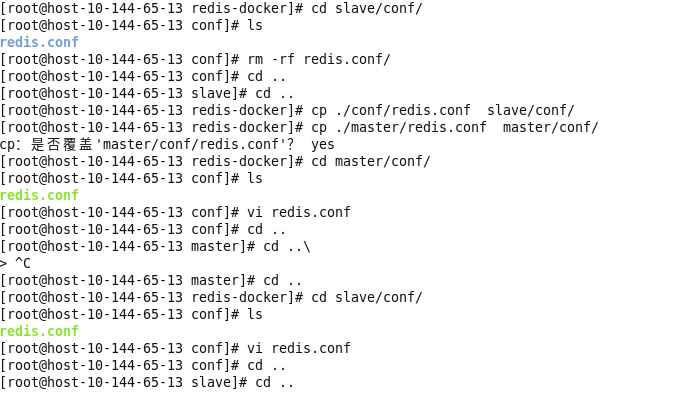 [root@host-10-144-65-13 redis-docker]# cd slave/conf/
[root@host-10-144-65-13 conf]# ls
redis.conf
[root@host-10-144-65-13 conf]# rm -rf redis.conf/
[root@host-10-144-65-13 conf]# cd ..
[root@host-10-144-65-13 slave]# cd ..
[root@host-10-144-65-13 redis-docker]# cp ./conf/redis.conf  slave/conf/
[root@host-10-144-65-13 redis-docker]# cp ./master/redis.conf  master/conf/
cp：是否覆盖'master/conf/redis.conf'？ yes
[root@host-10-144-65-13 redis-docker]# cd master/conf/
[root@host-10-144-65-13 conf]# ls
redis.conf
[root@host-10-144-65-13 conf]# vi redis.conf
[root@host-10-144-65-13 conf]# cd ..
[root@host-10-144-65-13 master]# cd ..\
> ^C
[root@host-10-144-65-13 master]# cd ..
[root@host-10-144-65-13 redis-docker]# cd slave/conf/
[root@host-10-144-65-13 conf]# ls
redis.conf
[root@host-10-144-65-13 conf]# vi redis.conf
[root@host-10-144-65-13 conf]# cd ..
[root@host-10-144-65-13 slave]# cd ..